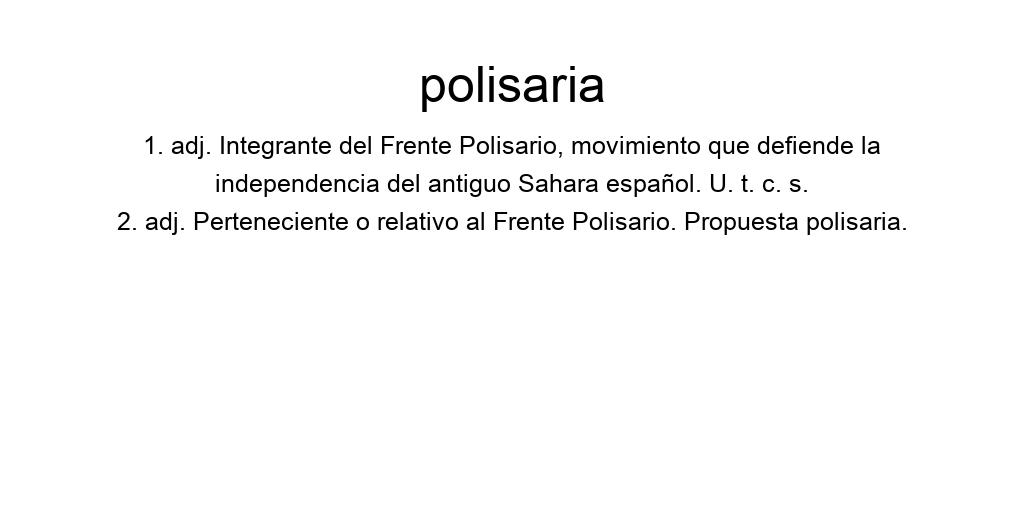 polisaria
1. adj. Integrante del Frente Polisario, movimiento que defiende la
independencia del antiguo Sahara español. U. t. c. s.
2. adj. Perteneciente o relativo al Frente Polisario. Propuesta polisaria.